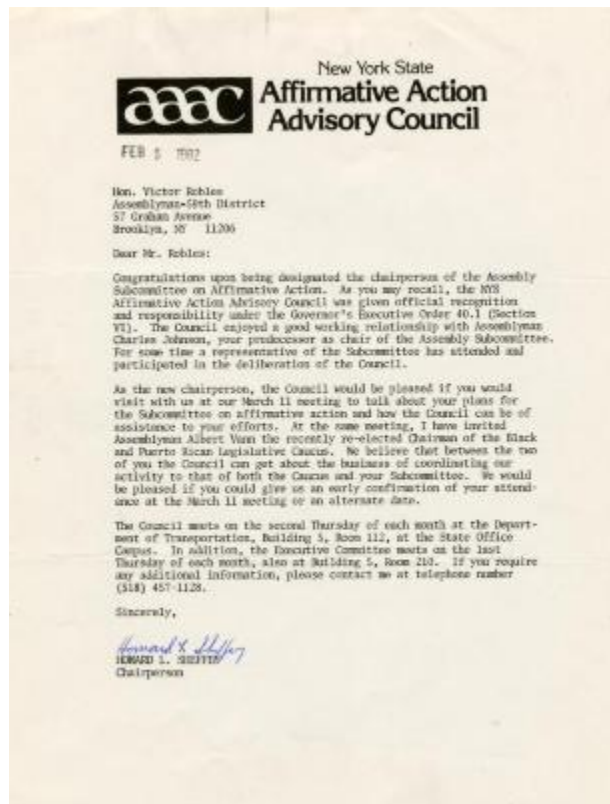 New York State
aaac
Affirmative Action
Advisory Council
FEB 5 1982
Hon. Victor Robles
Assemblyman-50th District
57 Graham Avenue
Brooklyn, NY 11206
Dear Mr. Robles:
Congratulations upon being designated the chairperson of the Assembly
Subcommittee on Affirmative Action. As you may recall, the NYS
Affirmative Action Advisory Council was given official recognition
and responsibility under the Governor's Executive Order 40.1 (Section
VI). The Council enjoyed a good working relationship with Assemblyman
Charles Johnson, your predecessor as chair of the Assembly Subcommittee.
For some time a representative of the Subcommittee has attended and
participated in the deliberation of the Council.
As the new chairperson, the Council would be pleased if you would
visit with us at our March 11 meeting to talk about your plans for
the Subcommittee on affirmative action and how the Council can be of
assistance to your efforts. At the same meeting, I have invited
Assemblyman Albert Vann the recently re-elected Chairman of the Black
and Puerto Rican Legislative Caucus. We believe that between the two
of you the Council can get about the business of coordinating our
activity to that of both the Caucus and your Subcommittee. We would
be pleased if you could give us an early confirmation of your attend-
ance at the March 11 meeting or an alternate date.
The Council meets on the second Thursday of each month at the Depart-
ment of Transportation, Building 5, Room 112, at the State Office
Campus. In addition, the Executive Committee meets on the last
Thursday of each month, also at Building 5, Room 210. If you require
any additional information, please contact me at telephone number
(518) 457-1128.
Sincerely,
HOWARD L.
Chairperson